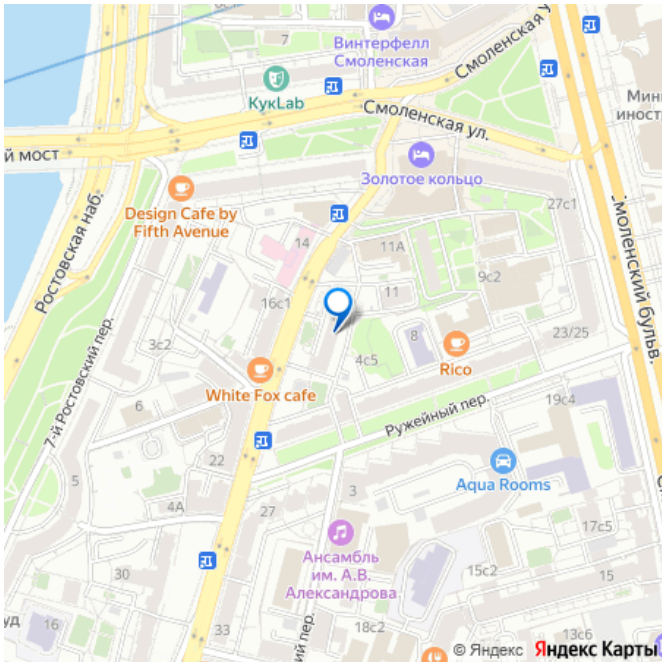 7
Винтерфелл
Смоленская
Смоленская у
КукLab
Смоленская ул.
Мин
иност
й мост
Золотое кольцо
Ростовская наб.
Design Cafe by
Fifth Avenue
27с1
Смоленский бульв.
14
11А
9с2
16с1
11
3с2
8
23/25
4с5
Rico
7-й Ростовский пер.
White Fox cafe
6
Ружейный пер.
19с4
22
5
Aqua Rooms
3
4А
27
17с5
Ансамбль
им. А.В.
Александрова
30
15с2
15
уд
16
33
кий пер.
18с2
13с6
© Яндекс Яндекс Карты